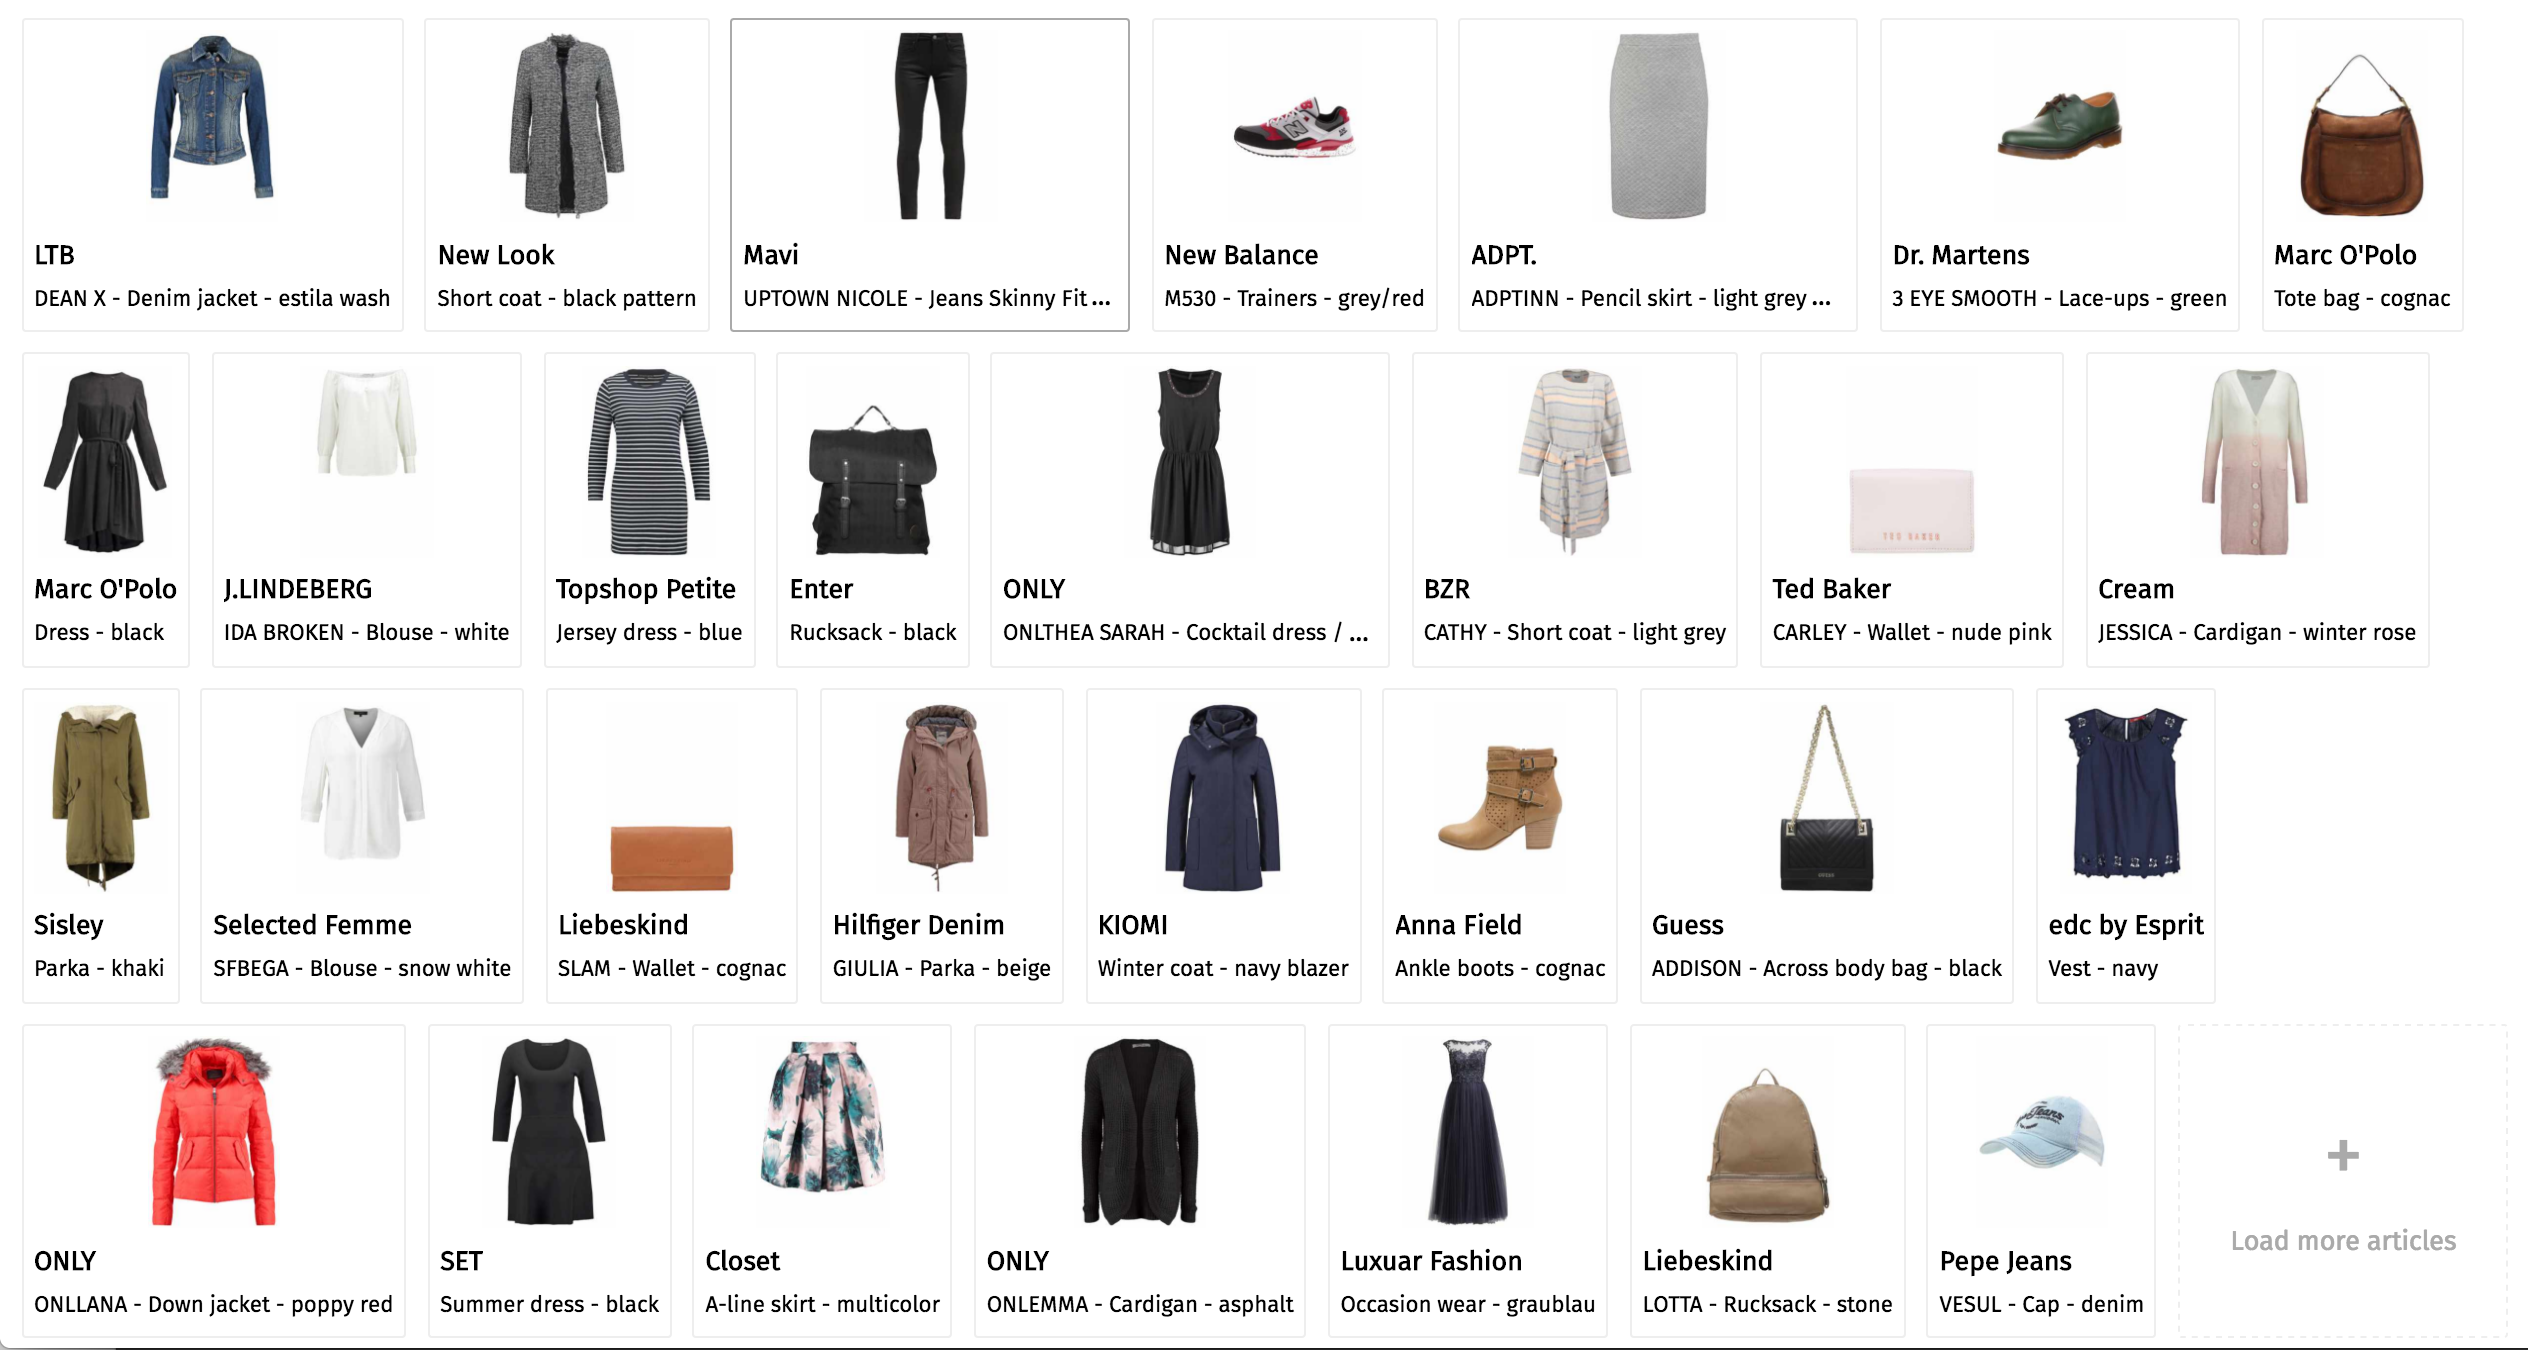 LTB
DEAN X - Denim jacket - estila wash
New Look
Short coat - black pattern
Mavi
UPTOWN NICOLE - Jeans Skinny Fit ...
New Balance
M530 - Trainers - grey/red
ADPT.
ADPTINN - Pencil skirt - light grey ...
Dr. Martens
3 EYE SMOOTH - Lace-ups - green
Marc O'Polo
Tote bag - cognac
Marc O'Polo
Dress - black
J.LINDEBERG
IDA BROKEN - Blouse - white
Topshop Petite
Jersey dress - blue
Enter
Rucksack - black
ONLY
ONLTHEA SARAH - Cocktail dress / ...
BZR
CATHY - Short coat - light grey
TED BAKER
Ted Baker
CARLEY - Wallet - nude pink
Cream
JESSICA - Cardigan - winter rose
Sisley
Parka - khaki
Selected Femme
SFBEGA - Blouse - snow white
Liebeskind
SLAM - Wallet - cognac
Hilfiger Denim
GIULIA - Parka - beige
KIOMI
Winter coat - navy blazer
Anna Field
Ankle boots - cognac
GUESS
Guess
ADDISON - Across body bag - black
edc by Esprit
Vest - navy
ONLY
ONLLANA - Down jacket - poppy red
SET
Summer dress - black
Closet
A-line skirt - multicolor
ONLY
ONLEMMA - Cardigan - asphalt
Luxuar Fashion
Occasion wear - graublau
Liebeskind
LOTTA - Rucksack - stone
Jeans
Pepe Jeans
VESUL - Cap - denim
+
Load more articles